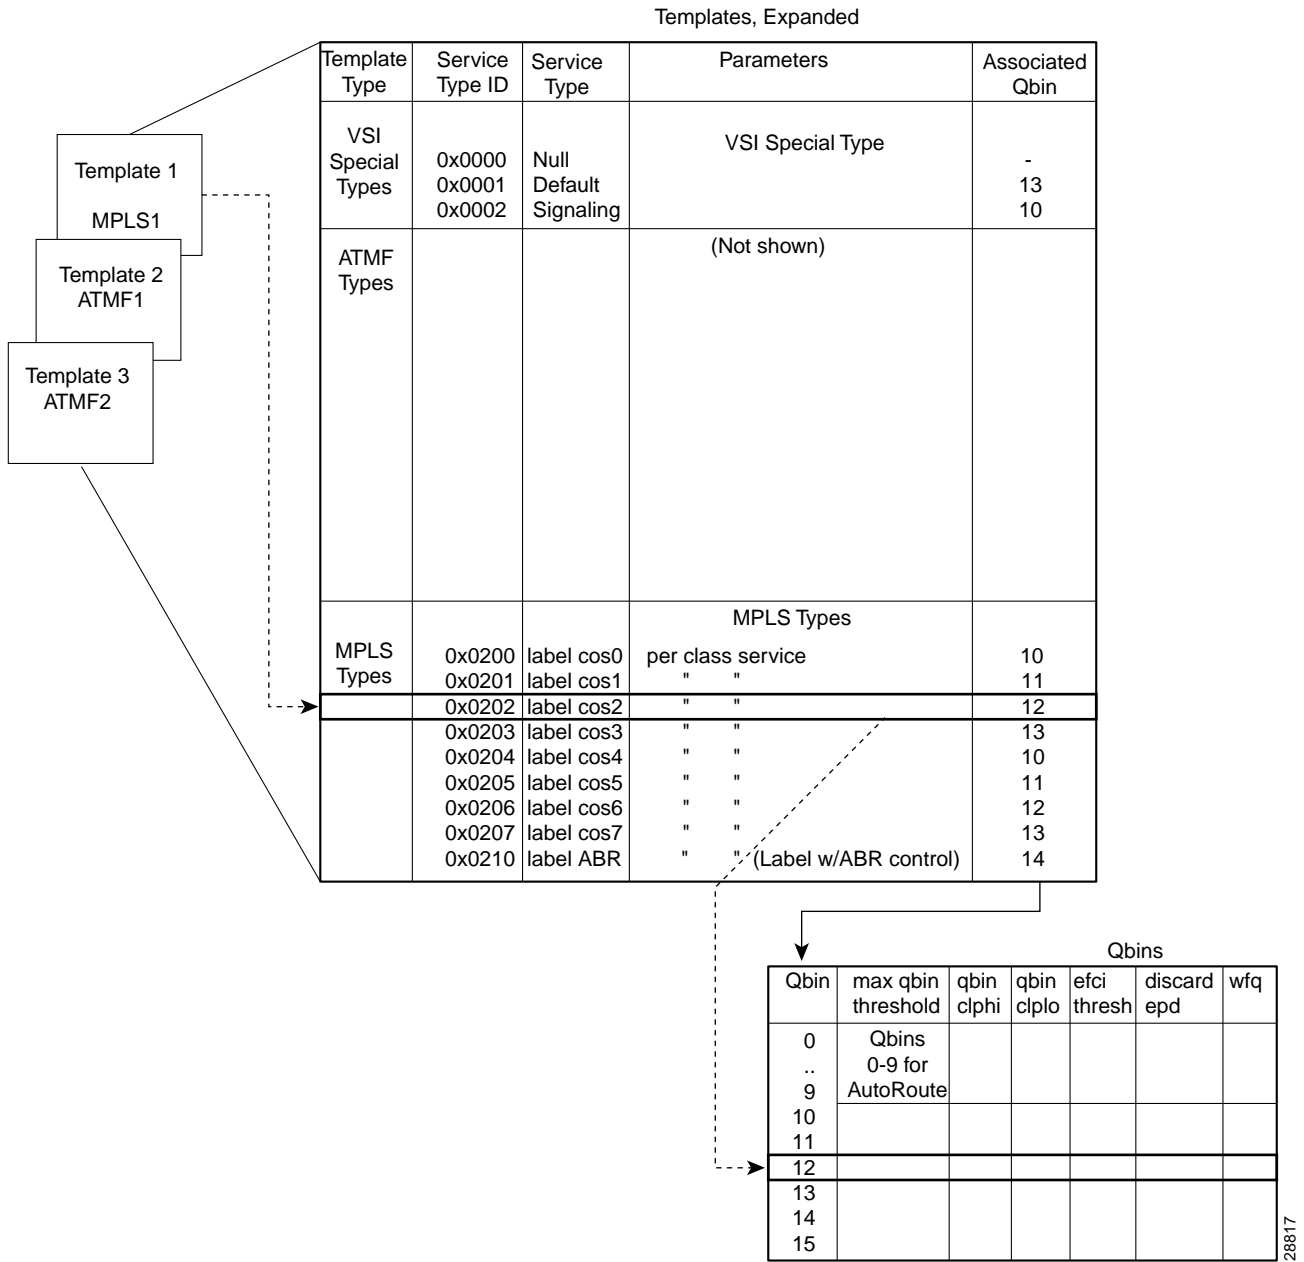 Templates, Expanded
Template Type
Service Type ID
Service Type
Parameters
Associated Qbin
Template 1
MPLS1
Template 2
ATMF1
Template 3
ATMF2
VSI Special Types
VSI Special Type
0x0000 Null -
0x0001 Default 13
0x0002 Signaling 10
ATMF Types
(Not shown)
MPLS Types
MPLS Types
0x0200 label cos0 per class service 10
0x0201 label cos1 " " 11
0x0202 label cos2 " " 12
0x0203 label cos3 " " 13
0x0204 label cos4 " " 10
0x0205 label cos5 " " 11
0x0206 label cos6 " " 12
0x0207 label cos7 " " 13
0x0210 label ABR " " (Label w/ABR control) 14
Qbins
Qbin
max qbin threshold
qbin clphi
qbin clplo
efci thresh
discard epd
wfq
0
..
9
Qbins 0-9 for AutoRoute
10
11
12
13
14
15
28817